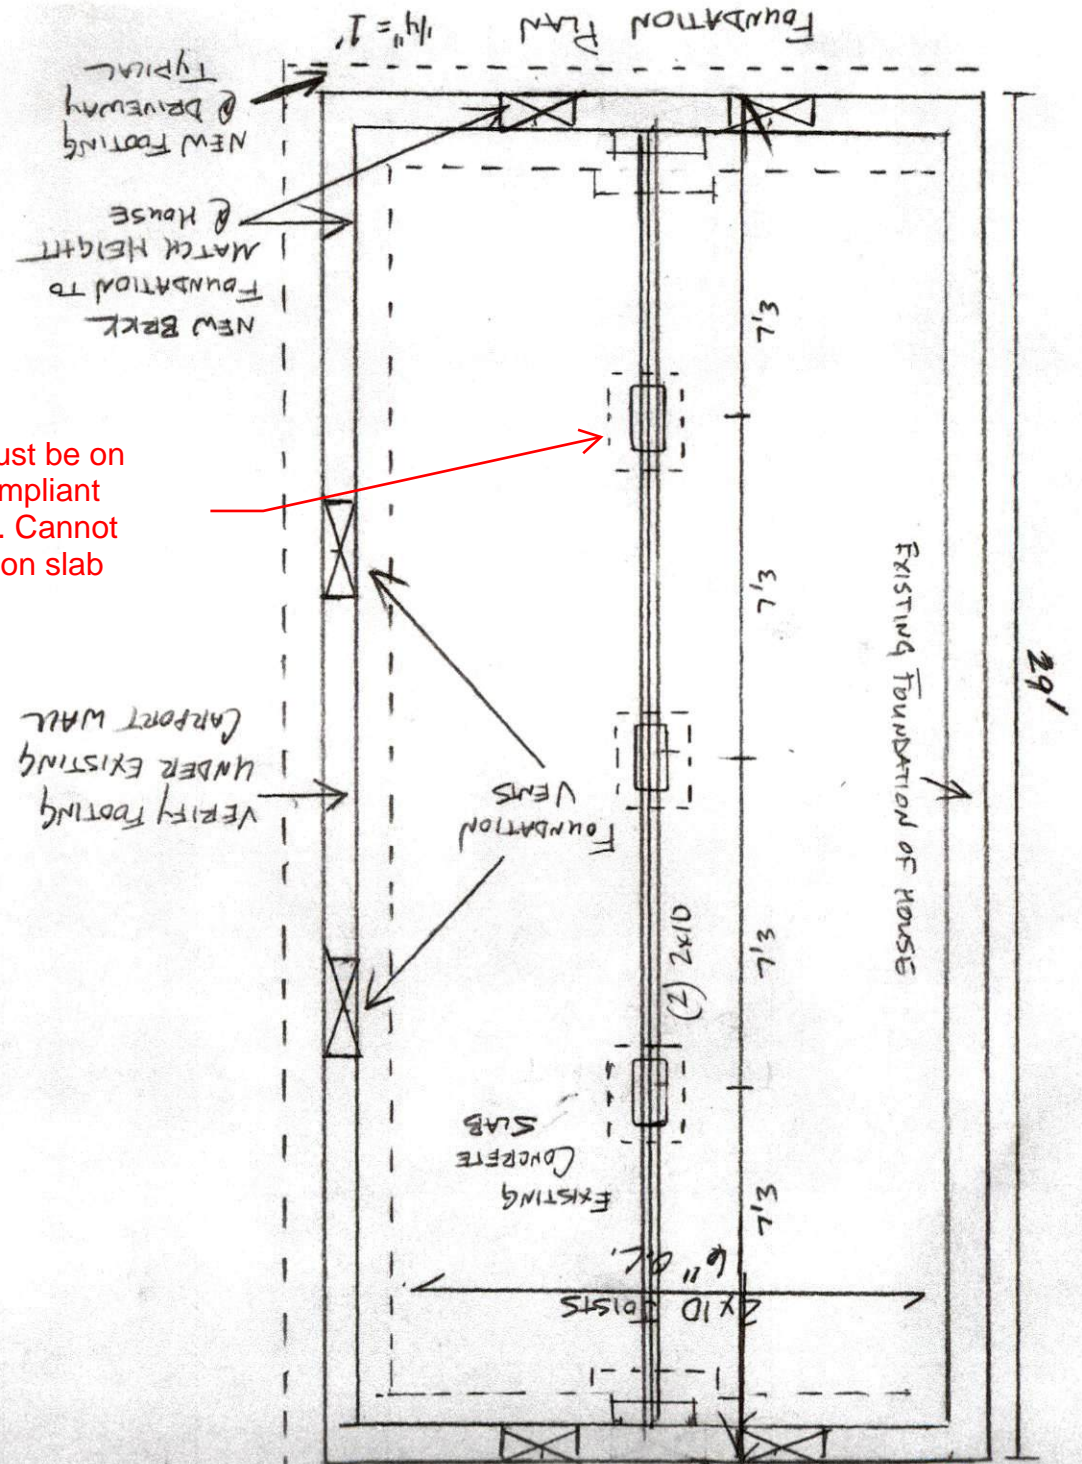 FOUNDATION PLAN 1/4" = 1'
NEW FOOTING
@ DRIVEWAY
TYPICAL
NEW BRICK
FOUNDATION TO
MATCH HEIGHT
@ HOUSE
ust be on
mpliant
. Cannot
on slab
VERIFY FOOTING
UNDER EXISTING
CARPORT WALL
FOUNDATION
VENTS
EXISTING
CONCRETE
SLAB
2x10 JOISTS
6" O.C.
(2) 2x10
7'3
7'3
7'3
7'3
EXISTING FOUNDATION OF HOUSE
29'